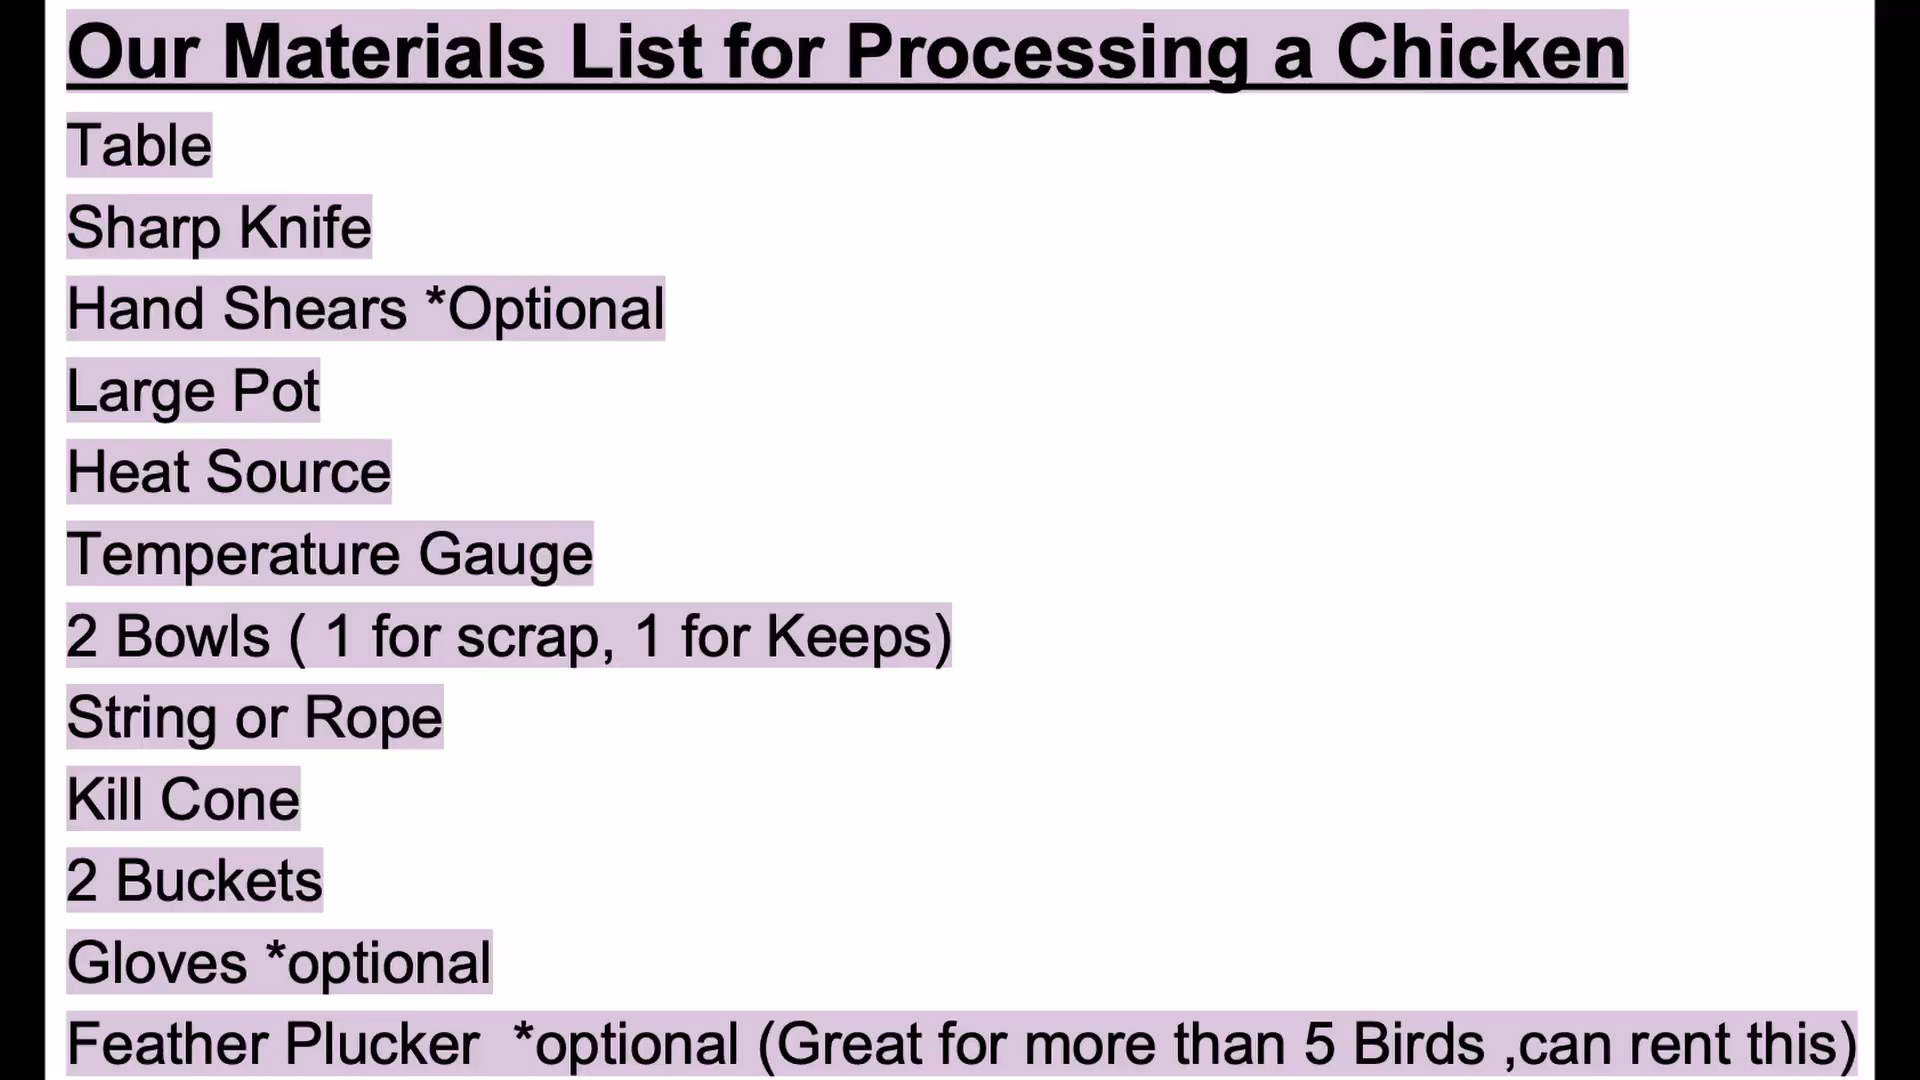 Our Materials List for Processing a Chicken
Table
Sharp Knife
Hand Shears *Optional
Large Pot
Heat Source
Temperature Gauge
2 Bowls ( 1 for scrap, 1 for Keeps)
String or Rope
Kill Cone
2 Buckets
Gloves *optional
Feather Plucker  *optional (Great for more than 5 Birds ,can rent this)